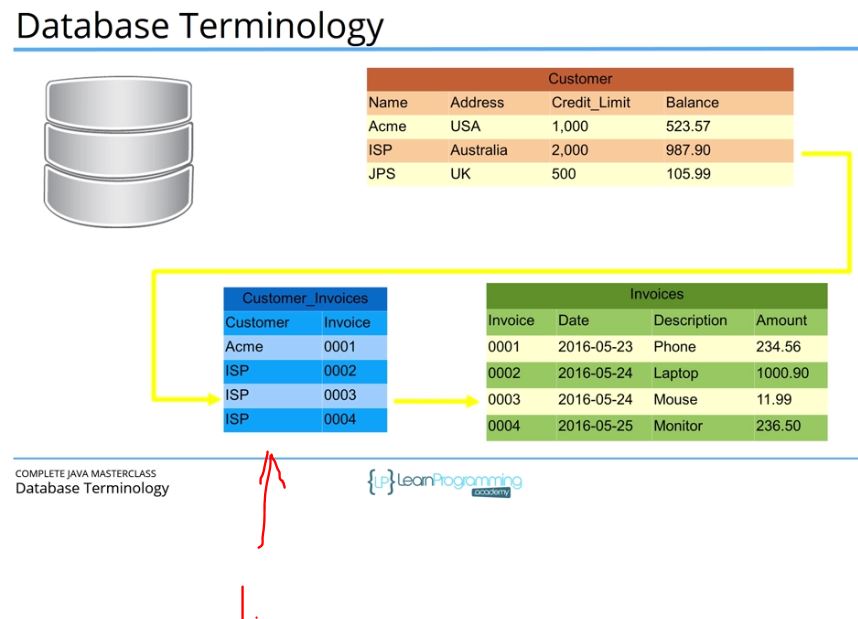 Database Terminology
Customer
Name Address Credit_Limit Balance
Acme USA 1,000 523.57
ISP Australia 2,000 987.90
JPS UK 500 105.99
Customer_Invoices
Customer Invoice
Acme 0001
ISP 0002
ISP 0003
ISP 0004
Invoices
Invoice Date Description Amount
0001 2016-05-23 Phone 234.56
0002 2016-05-24 Laptop 1000.90
0003 2016-05-24 Mouse 11.99
0004 2016-05-25 Monitor 236.50
COMPLETE JAVA MASTERCLASS
Database Terminology
{LP} LearnProgramming
academy